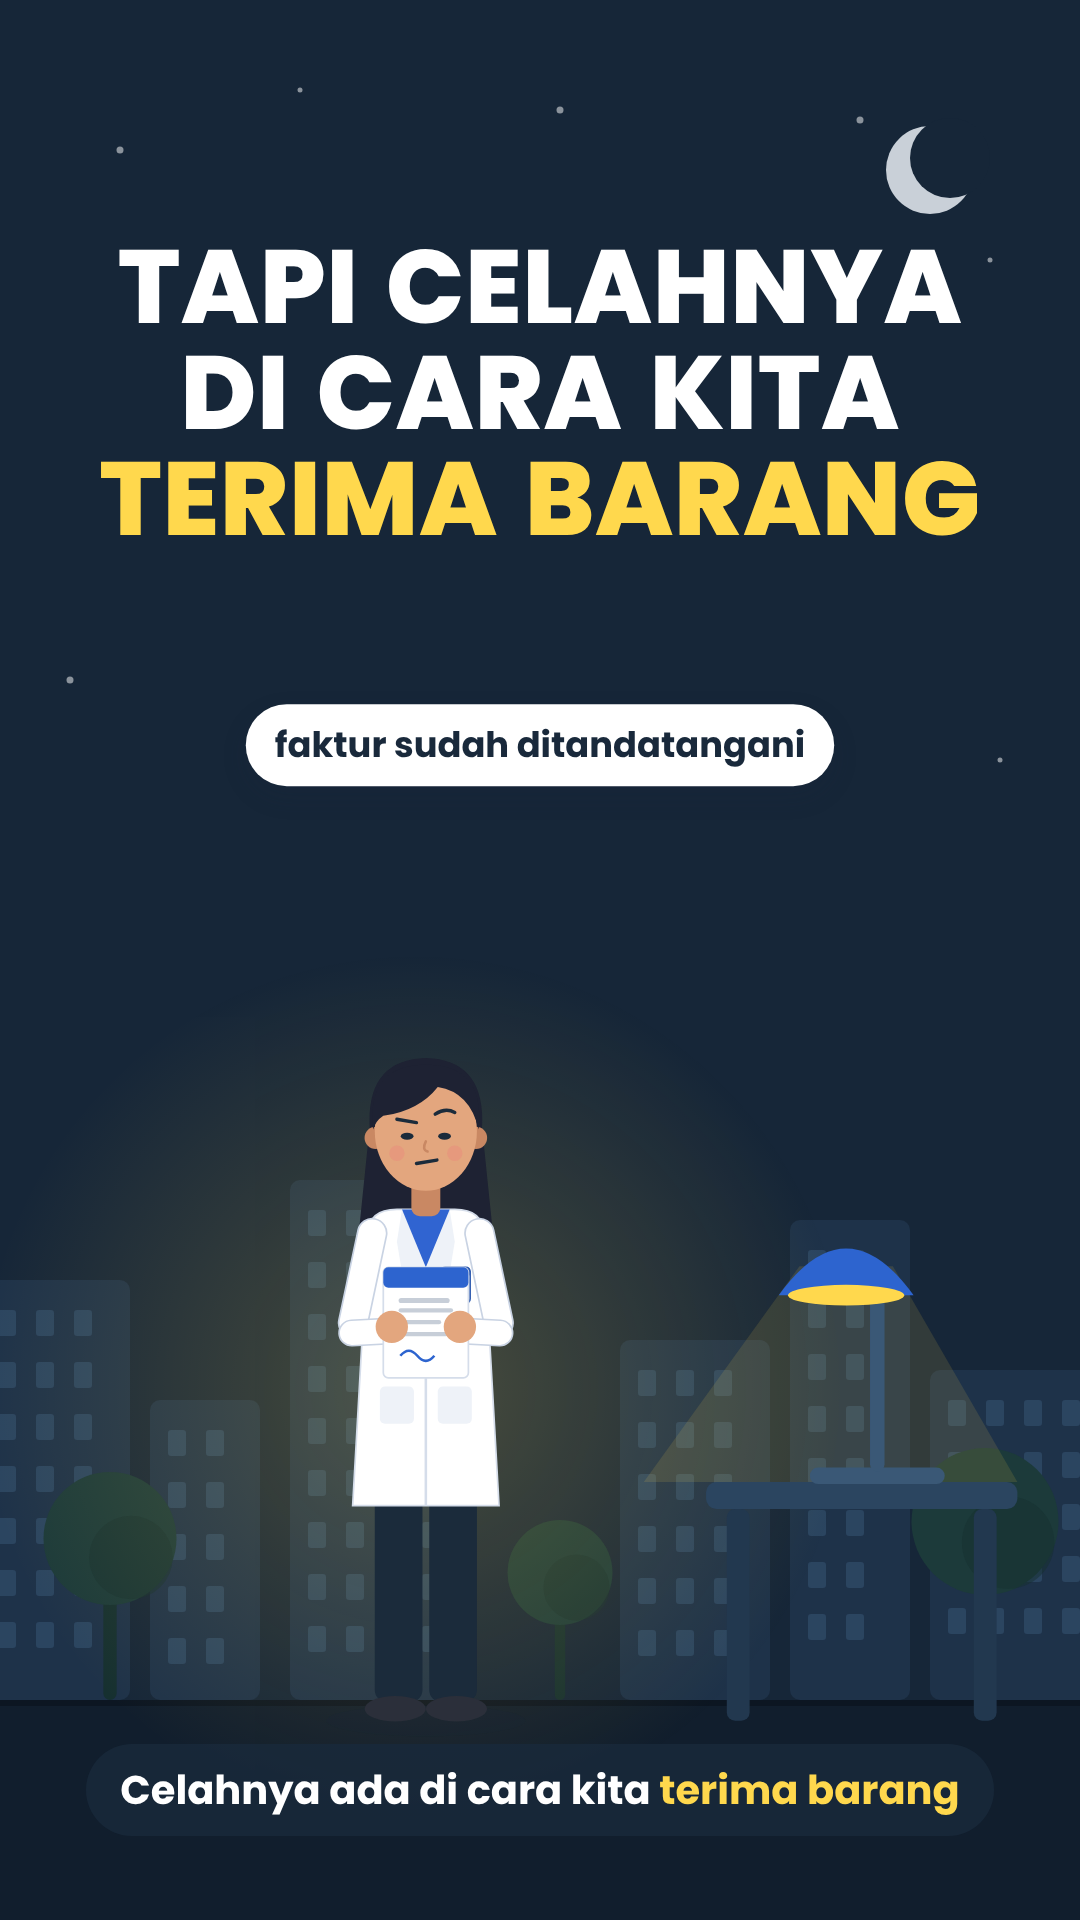 TAPI CELAHNYA
DI CARA KITA
TERIMA BARANG
faktur sudah ditandatangani
Celahnya ada di cara kita terima barang